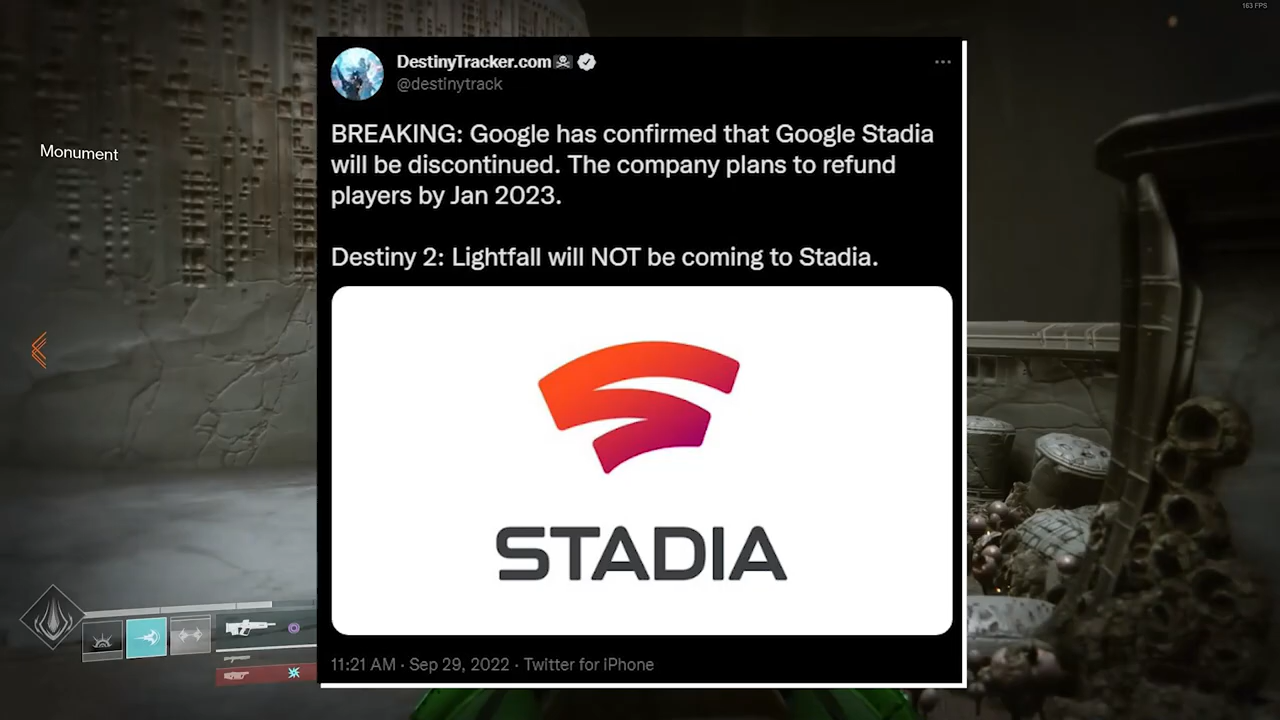 163 FPS
DestinyTracker.com
@destinytrack
BREAKING: Google has confirmed that Google Stadia
will be discontinued. The company plans to refund
players by Jan 2023.
Destiny 2: Lightfall will NOT be coming to Stadia.
Monument
STADIA
11:21 AM · Sep 29, 2022 · Twitter for iPhone